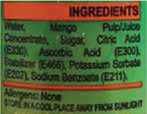 INGREDIENTS
Water, Mango Pulp/Juice
Concentrate, Sugar, Citric Acid
(E330), Ascorbic Acid (E300),
Stabilizer (E466), Potassium Sorbate
(E202), Sodium Benzoate (E211).
Allergens: None
STORE IN A COOL PLACE AWAY FROM SUNLIGHT